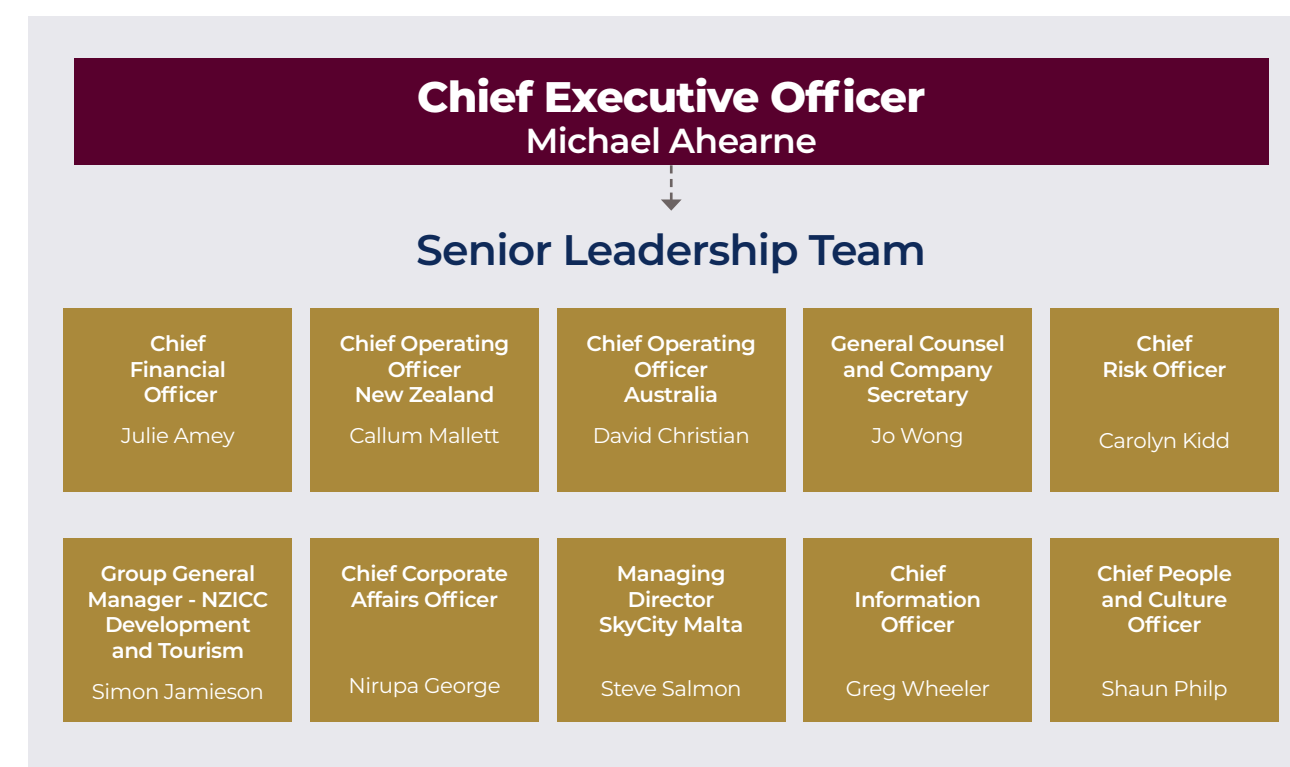 Chief Executive Officer
Michael Ahearne
Senior Leadership Team
Chief
Financial
Officer
Julie Amey
Chief Operating
Officer
New Zealand
Callum Mallett
Chief Operating
Officer
Australia
David Christian
General Counsel
and Company
Secretary
Jo Wong
Chief
Risk Officer
Carolyn Kidd
Group General
Manager - NZICC
Development
and Tourism
Simon Jamieson
Chief Corporate
Affairs Officer
Nirupa George
Managing
Director
SkyCity Malta
Steve Salmon
Chief
Information
Officer
Greg Wheeler
Chief People
and Culture
Officer
Shaun Philp